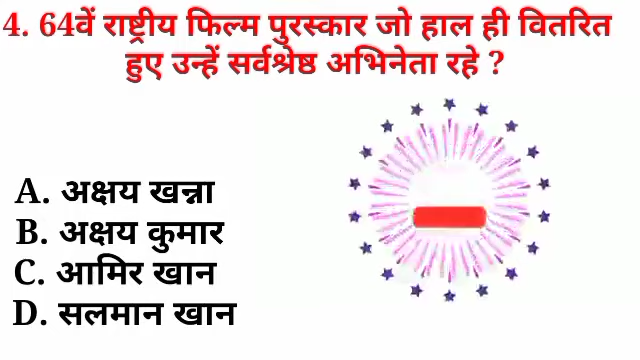 4. 64वें राष्ट्रीय फिल्म पुरस्कार जो हाल ही वितरित
हुए उन्हें सर्वश्रेष्ठ अभिनेता रहे ?
A. अक्षय खन्ना
B. अक्षय कुमार
C. आमिर खान
D. सलमान खान